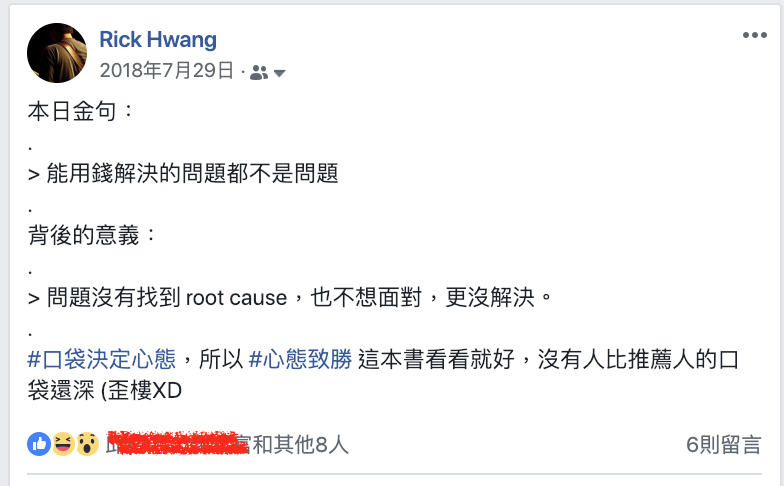 Rick Hwang
2018年7月29日 ·
本日金句：
.
> 能用錢解決的問題都不是問題
.
背後的意義：
.
> 問題沒有找到 root cause，也不想面對，更沒解決。
.
#口袋決定心態，所以 #心態致勝 這本書看看就好，沒有人比推薦人的口
袋還深 (歪樓XD
富和其他8人
6則留言